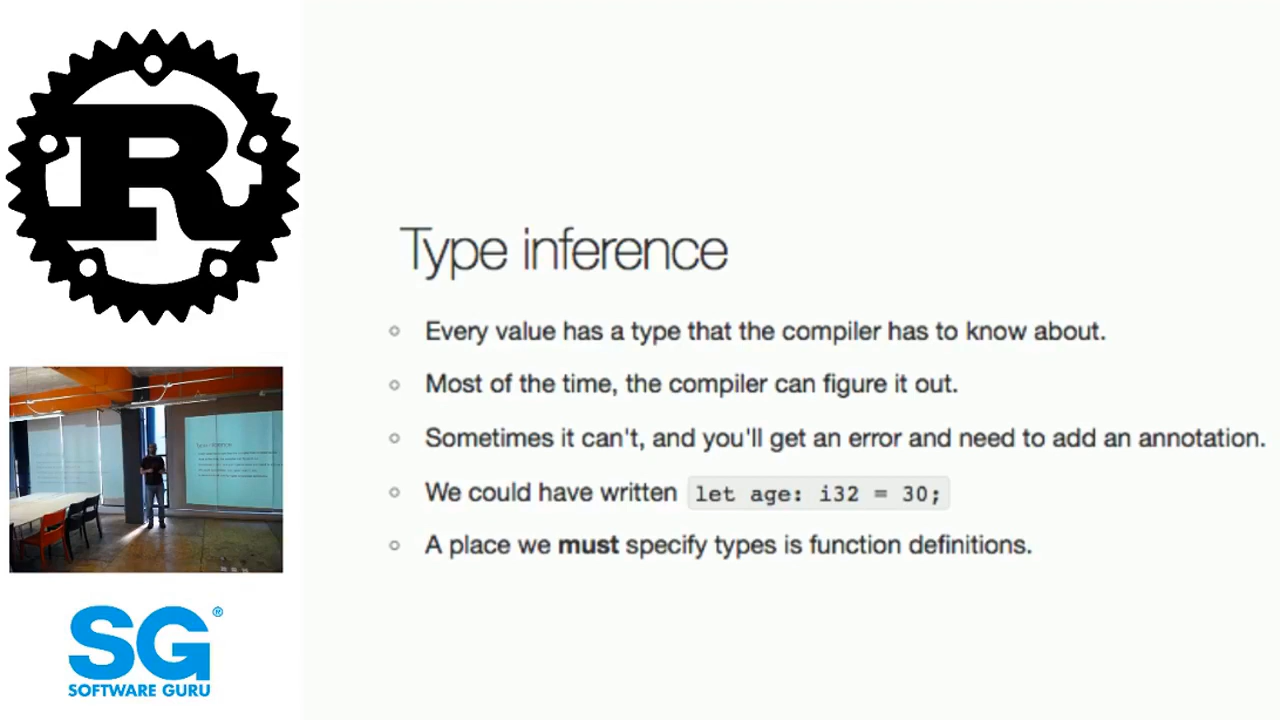 R
Type inference
Every value has a type that the compiler has to know about.
Most of the time, the compiler can figure it out.
Sometimes it can't, and you'll get an error and need to add an annotation.
We could have written let age: i32 = 30;
A place we must specify types is function definitions.
Type inference
SG®
SOFTWARE GURU